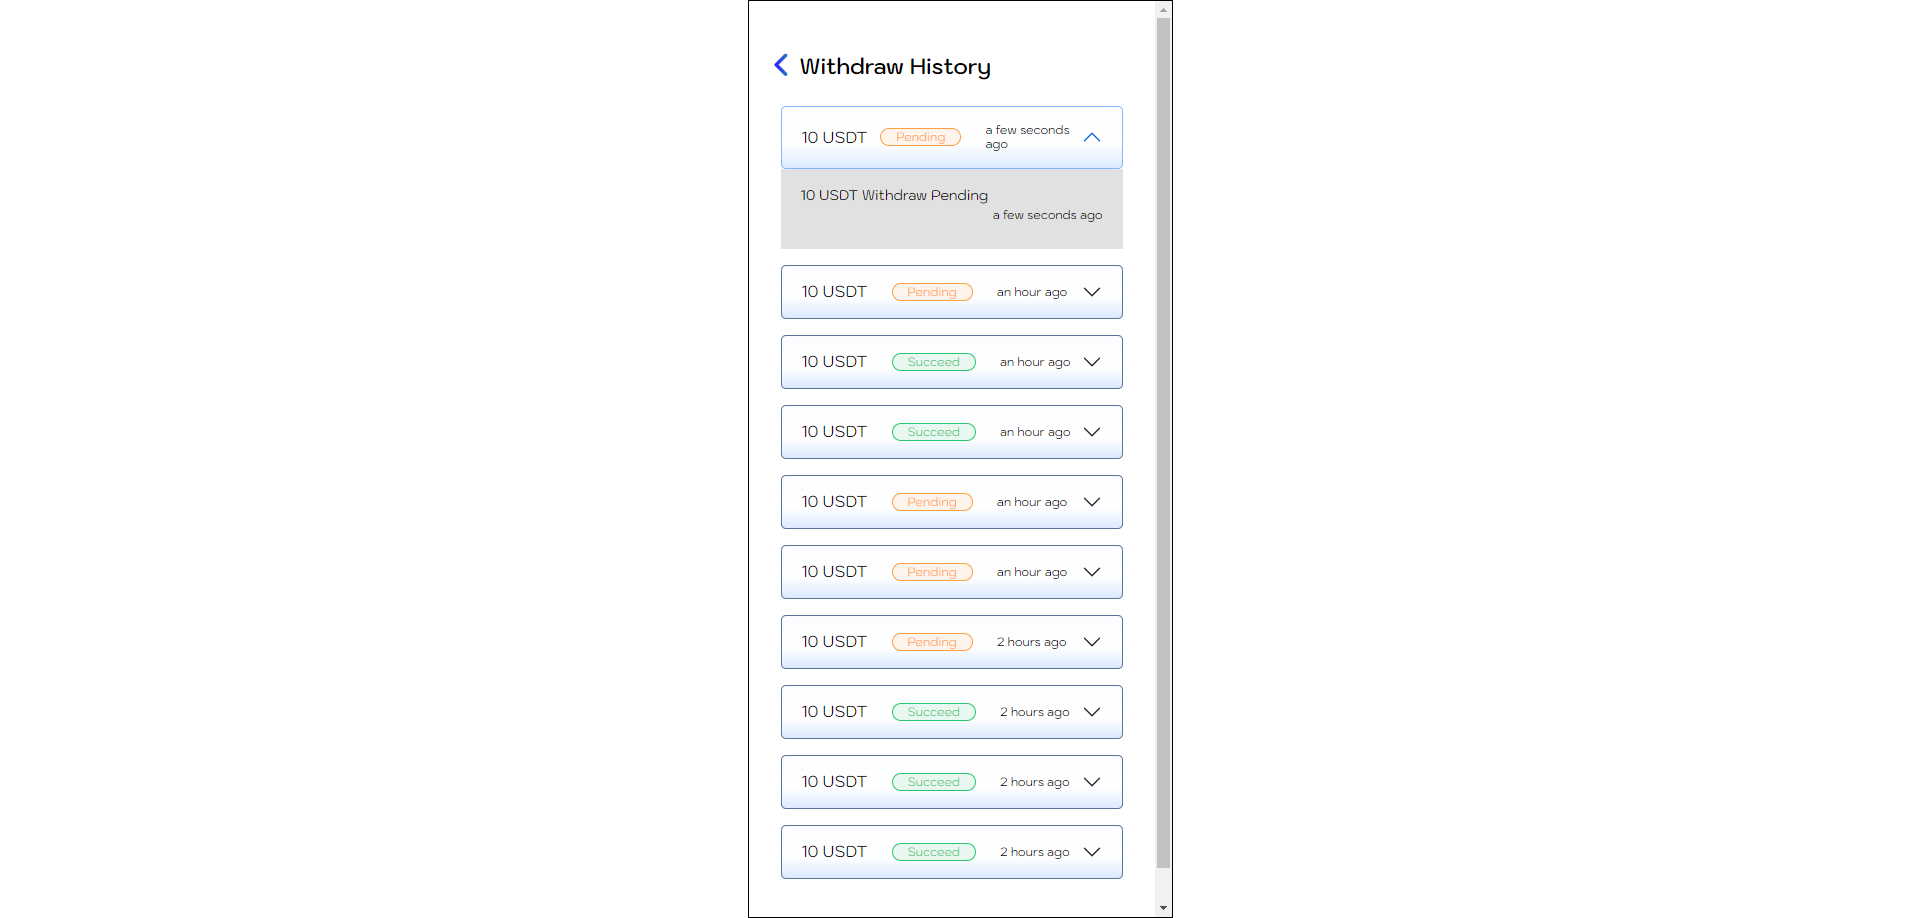 Withdraw History
10 USDT Pending a few seconds ago
10 USDT Withdraw Pending
a few seconds ago
10 USDT Pending an hour ago
10 USDT Succeed an hour ago
10 USDT Succeed an hour ago
10 USDT Pending an hour ago
10 USDT Pending an hour ago
10 USDT Pending 2 hours ago
10 USDT Succeed 2 hours ago
10 USDT Succeed 2 hours ago
10 USDT Succeed 2 hours ago